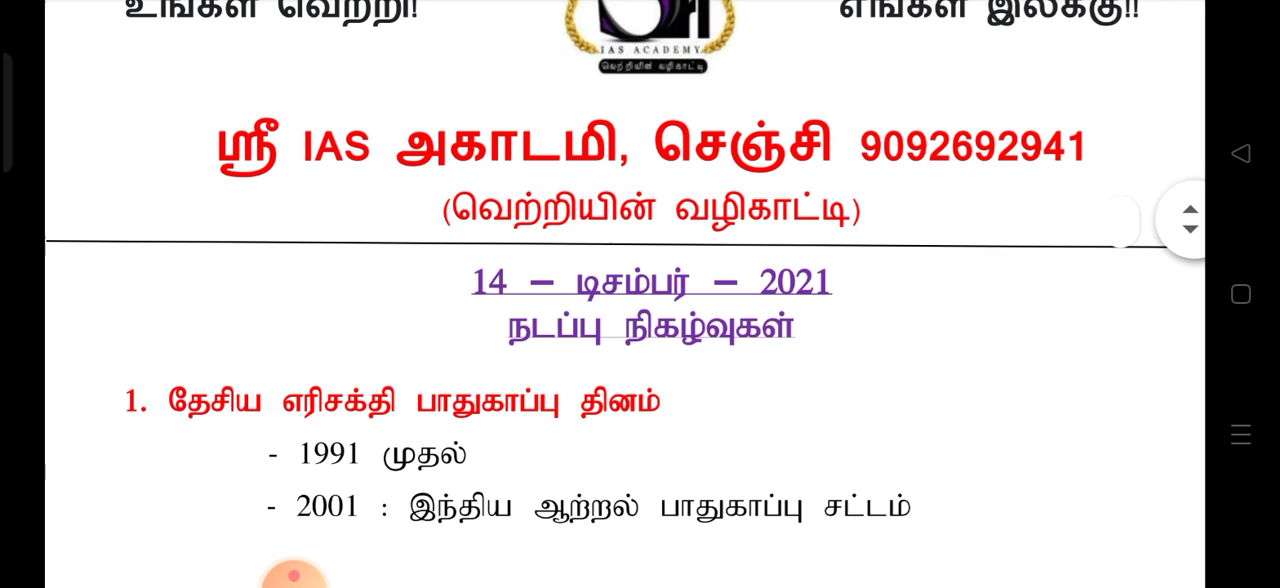 உங்கள் வெற்றி! எங்கள் இலக்கு!!
IAS ACADEMY
வெற்றியின் வழிகாட்டி
ஸ்ரீ IAS அகாடமி, செஞ்சி 9092692941
(வெற்றியின் வழிகாட்டி)
14 – டிசம்பர் – 2021
நடப்பு நிகழ்வுகள்
1. தேசிய எரிசக்தி பாதுகாப்பு தினம்
- 1991 முதல்
- 2001 : இந்திய ஆற்றல் பாதுகாப்பு சட்டம்